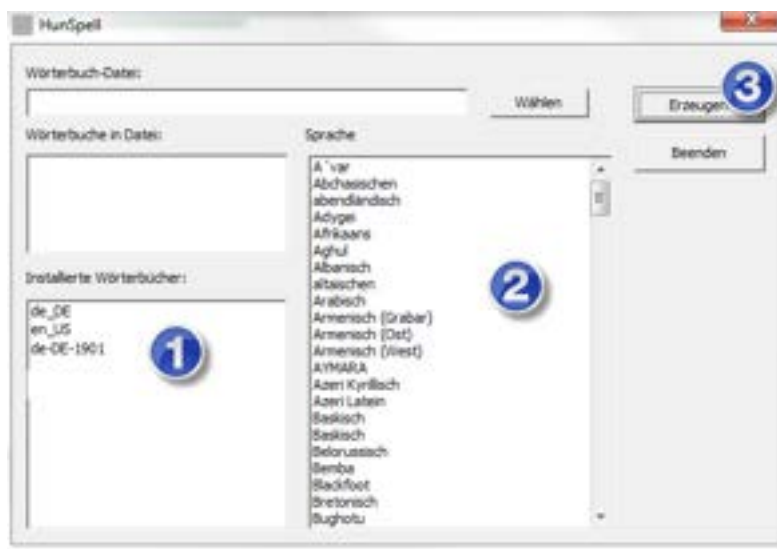 HunSpell
Wörterbuch-Datei:
Wählen
Erzeugen
3
Wörterbuche in Datei:
Sprache
Beenden
A´var
Abchasischen
abendländisch
Adygei
Afrikaans
Aghul
Albanisch
altaischen
Arabisch
Armenisch (Grabar)
Armenisch (Ost)
Armenisch (West)
AYMARA
Azeri Kyrillisch
Azeri Latein
Baskisch
Baskisch
Belorussisch
Bemba
Blackfoot
Bretonisch
Bughotu
2
Installierte Wörterbücher:
de_DE
en_US
de-DE-1901
1